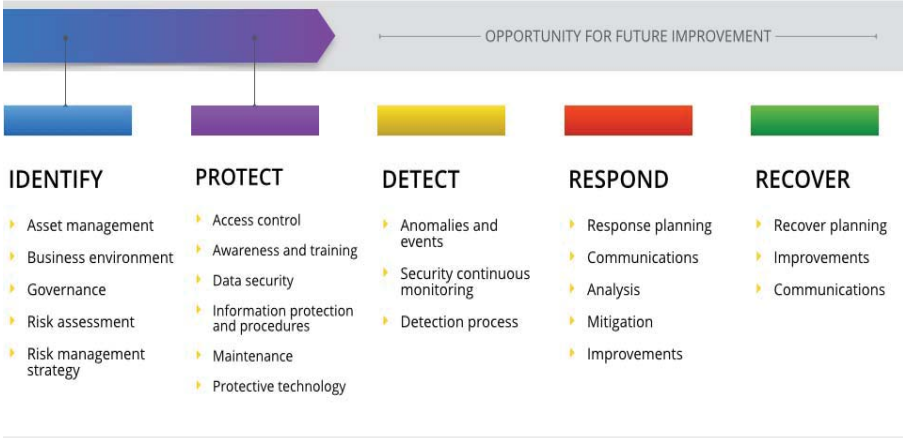 OPPORTUNITY FOR FUTURE IMPROVEMENT
IDENTIFY
Asset management
Business environment
Governance
Risk assessment
Risk management
strategy
PROTECT
Access control
Awareness and training
Data security
Information protection
and procedures
Maintenance
Protective technology
DETECT
Anomalies and
events
Security continuous
monitoring
Detection process
RESPOND
Response planning
Communications
Analysis
Mitigation
Improvements
RECOVER
Recover planning
Improvements
Communications